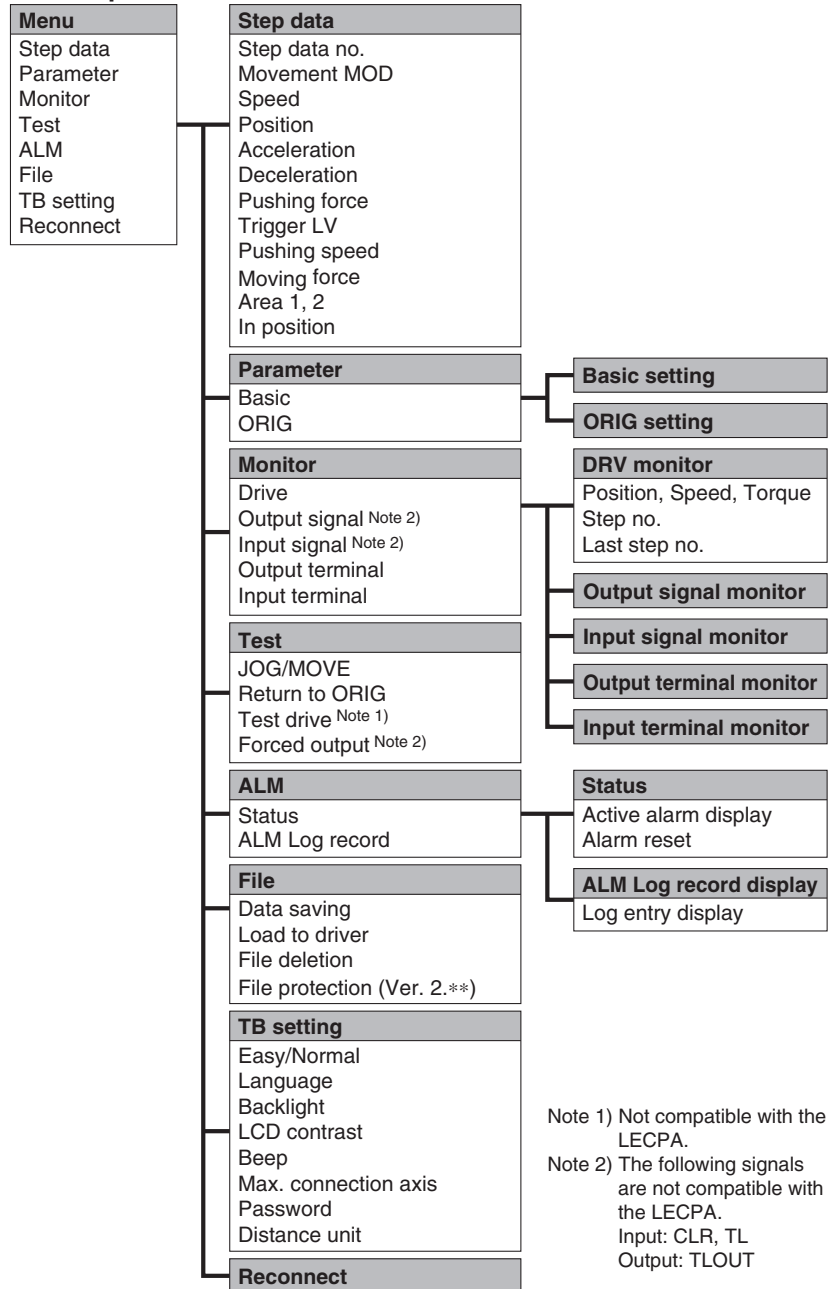 Menu
Step data
Parameter
Monitor
Test
ALM
File
TB setting
Reconnect
Step data
Step data no.
Movement MOD
Speed
Position
Acceleration
Deceleration
Pushing force
Trigger LV
Pushing speed
Moving force
Area 1, 2
In position
Parameter
Basic
ORIG
Basic setting
ORIG setting
Monitor
Drive
Output signal Note 2)
Input signal Note 2)
Output terminal
Input terminal
DRV monitor
Position, Speed, Torque
Step no.
Last step no.
Output signal monitor
Input signal monitor
Output terminal monitor
Input terminal monitor
Test
JOG/MOVE
Return to ORIG
Test drive Note 1)
Forced output Note 2)
ALM
Status
ALM Log record
Status
Active alarm display
Alarm reset
ALM Log record display
Log entry display
File
Data saving
Load to driver
File deletion
File protection (Ver. 2.**)
TB setting
Easy/Normal
Language
Backlight
LCD contrast
Beep
Max. connection axis
Password
Distance unit
Reconnect
Note 1) Not compatible with the
LECPA.
Note 2) The following signals
are not compatible with
the LECPA.
Input: CLR, TL
Output: TLOUT